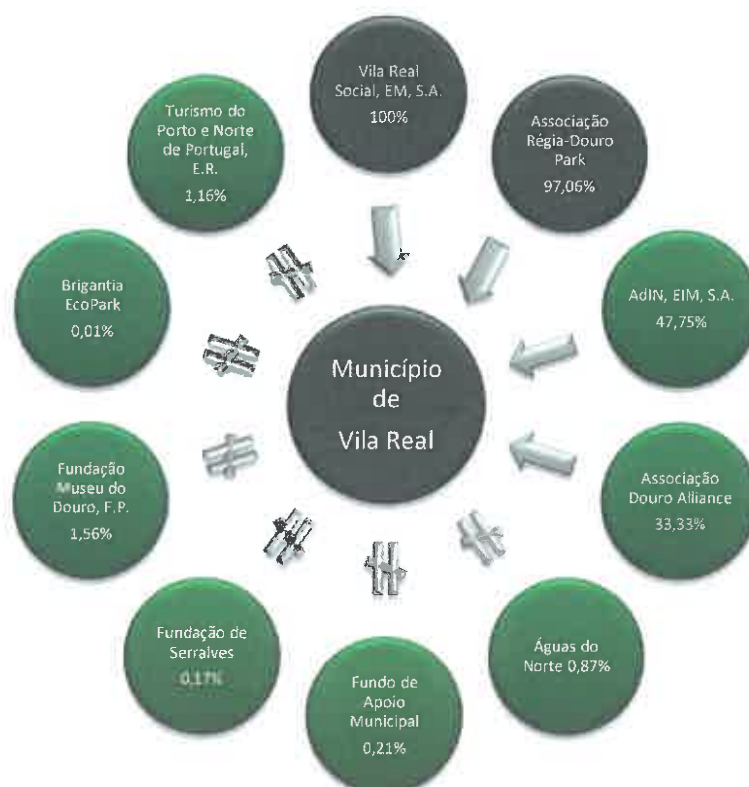 Vila Real
Social, EM, S.A.
100%
Associação
Régia-Douro
Park
97,06%
AdIN, EIM, S.A.
47,75%
Associação
Douro Alliance
33,33%
Águas do
Norte 0,87%
Fundo de
Apoio
Municipal
0,21%
Fundação de
Serralves
0,17%
Fundação
Museu do
Douro, F.P.
1,56%
Brigantia
EcoPark
0,01%
Turismo do
Porto e Norte
de Portugal,
E.R.
1,16%
Município
de
Vila Real